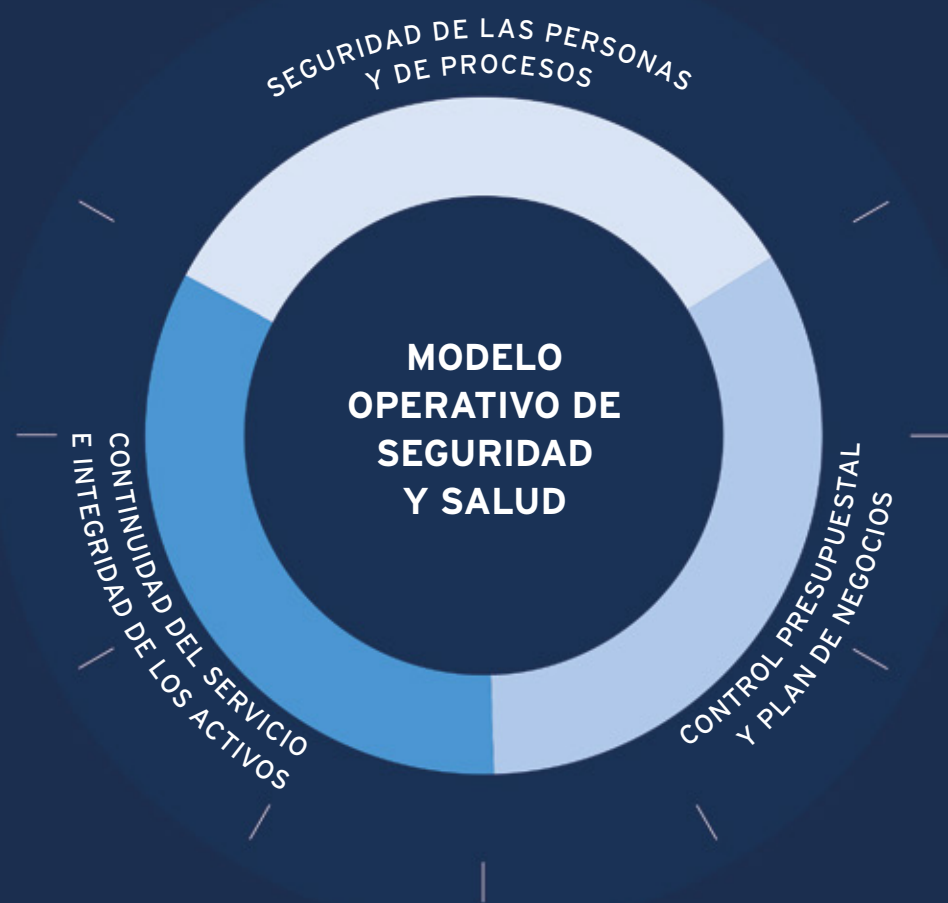 SEGURIDAD DE LAS PERSONAS
Y DE PROCESOS
MODELO
OPERATIVO DE
SEGURIDAD
Y SALUD
CONTINUIDAD DEL SERVICIO
E INTEGRIDAD DE LOS ACTIVOS
CONTROL PRESUPUESTAL
Y PLAN DE NEGOCIOS